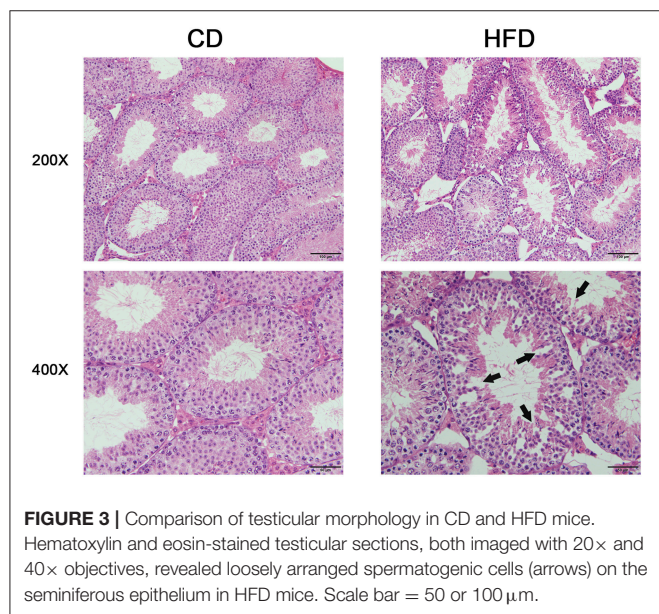 CD
HFD
200X
400X
FIGURE 3 | Comparison of testicular morphology in CD and HFD mice.
Hematoxylin and eosin-stained testicular sections, both imaged with 20× and
40× objectives, revealed loosely arranged spermatogenic cells (arrows) on the
seminiferous epithelium in HFD mice. Scale bar = 50 or 100 μm.